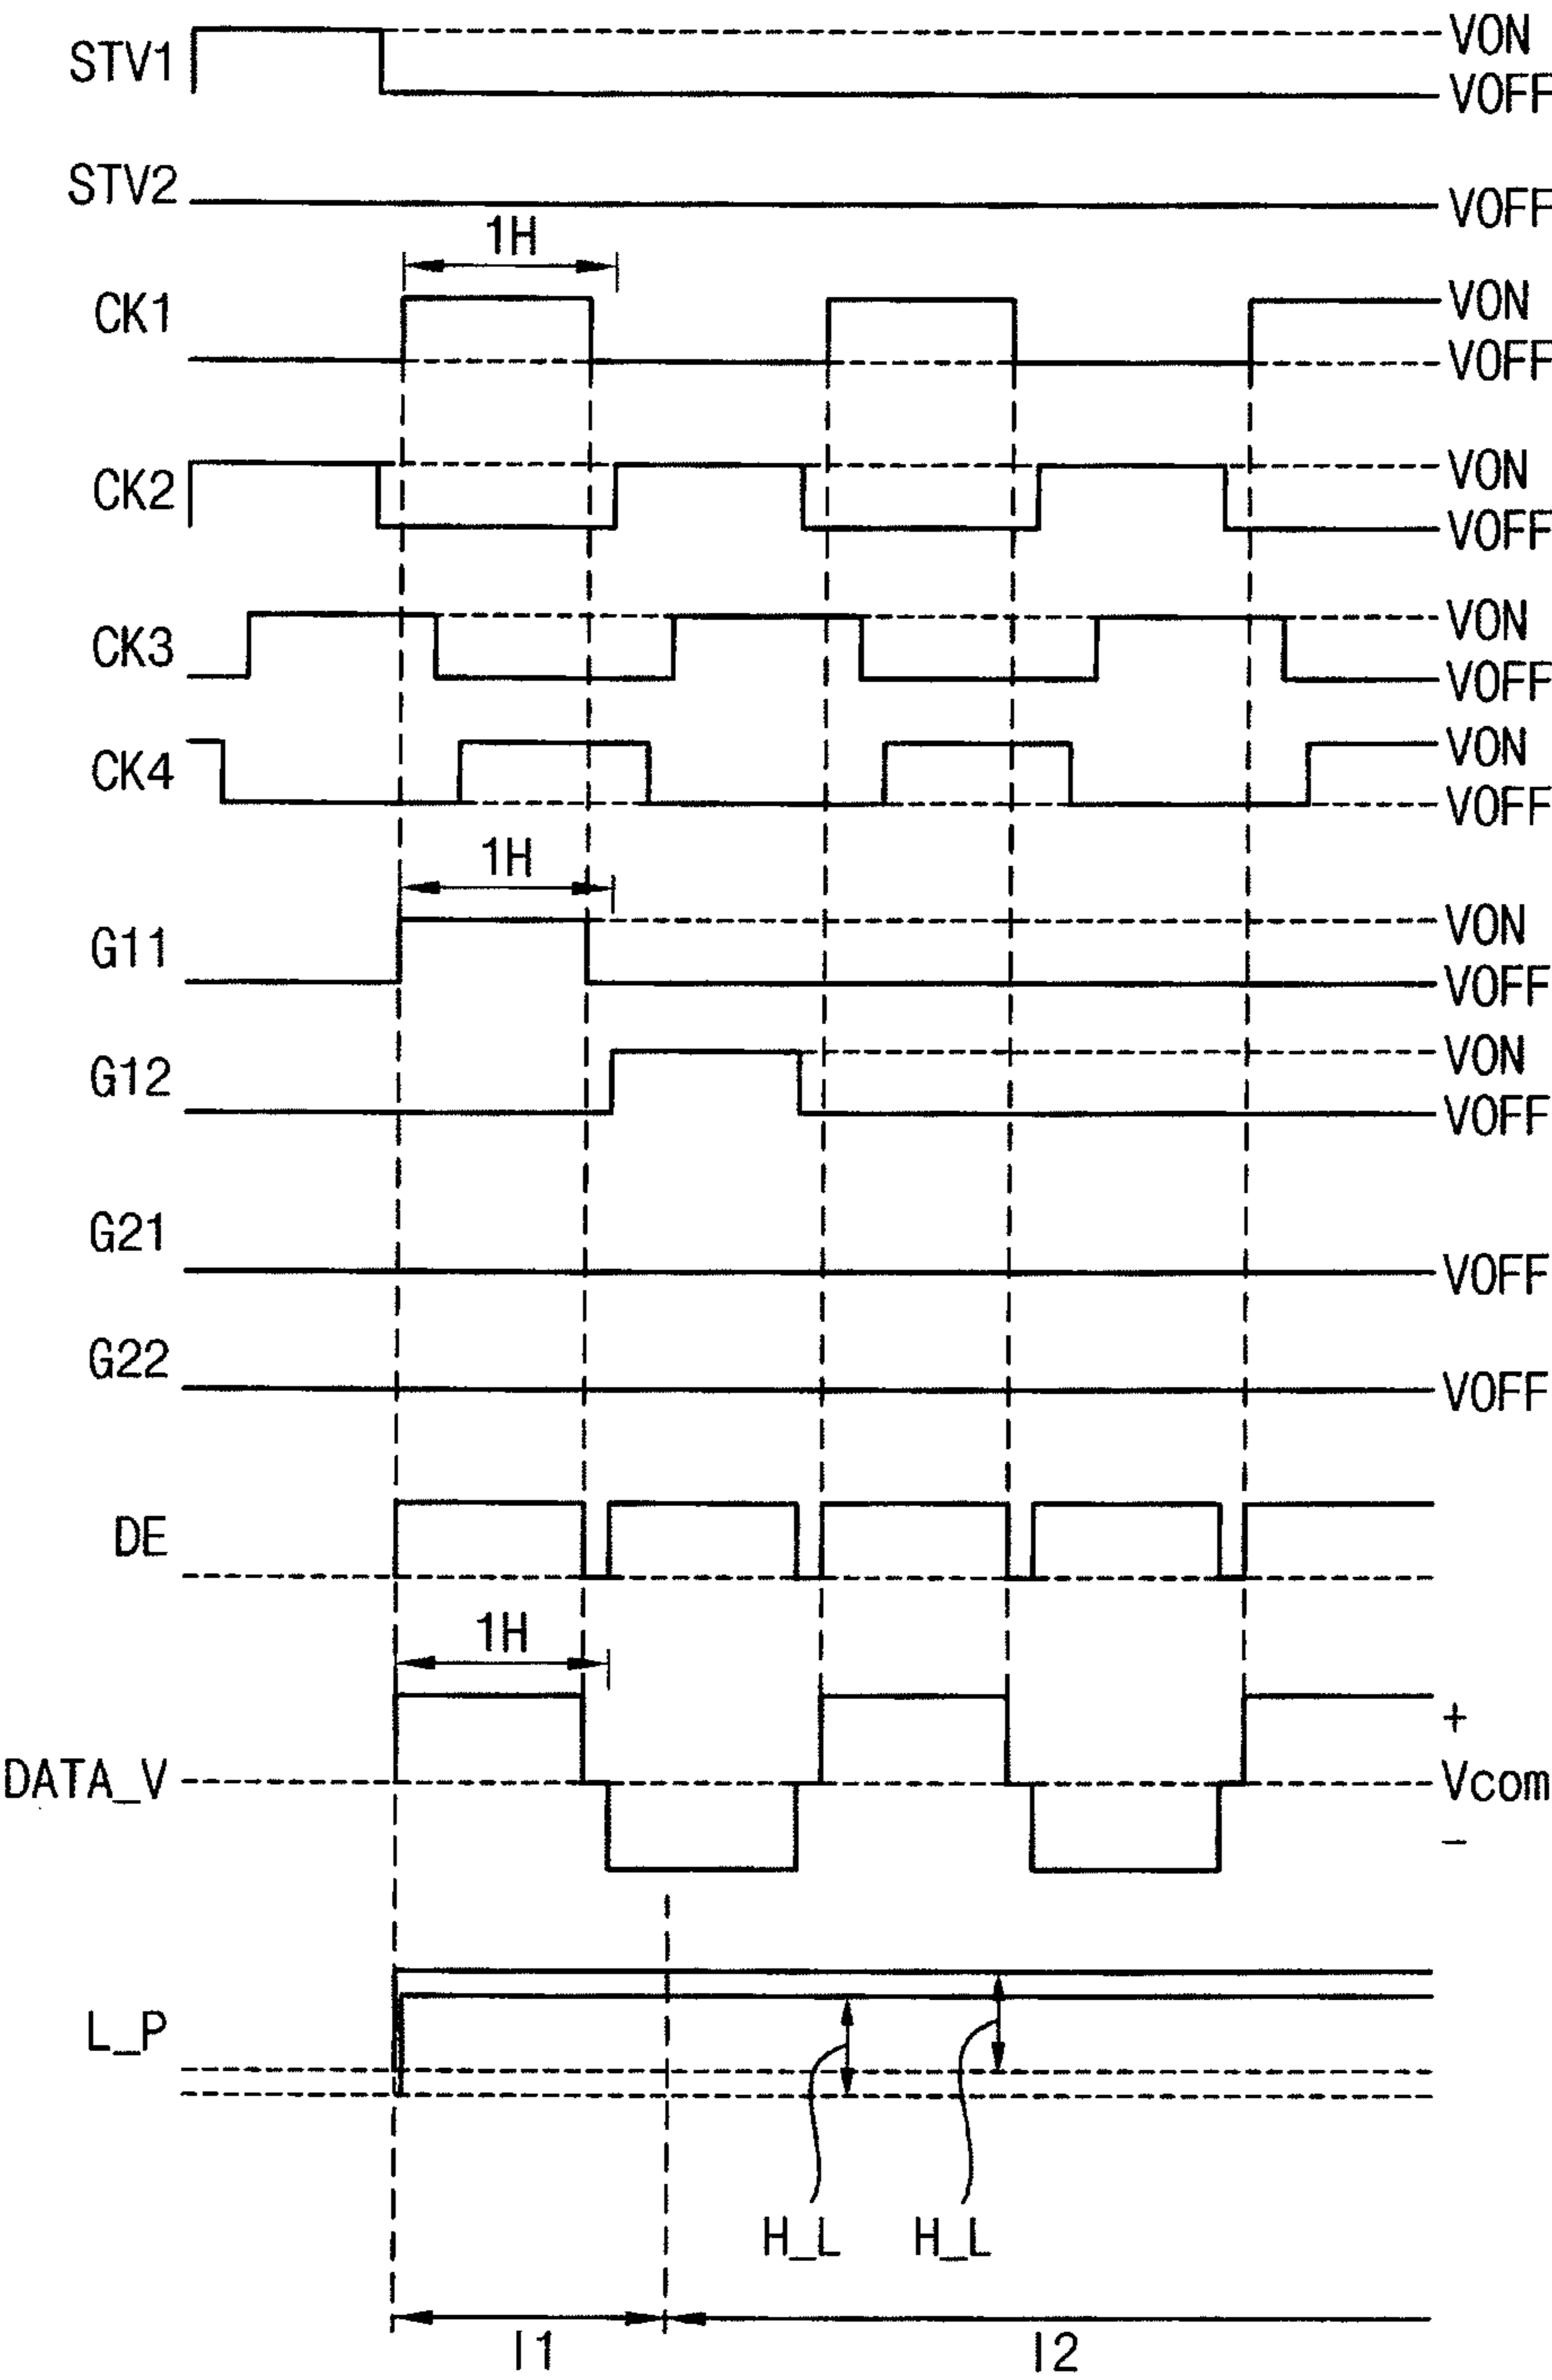 STV1 VON
VOFF
STV2 VOFF
1H
CK1 VON
VOFF
CK2 VON
VOFF
CK3 VON
VOFF
CK4 VON
VOFF
1H
G11 VON
VOFF
G12 VON
VOFF
G21 VOFF
G22 VOFF
DE
1H
+
DATA_V Vcom
−
L_P
H_L H_L
I1 I2